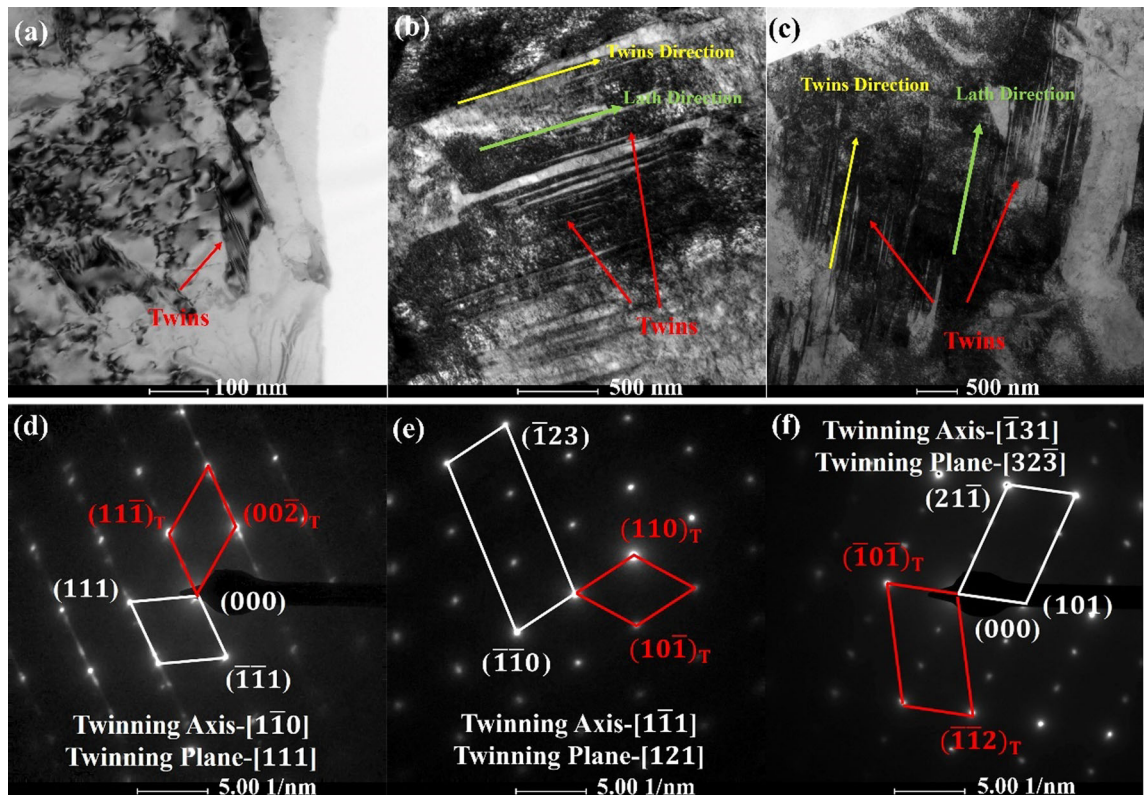 (a)
Twins
100 nm
(b)
Twins Direction
Lath Direction
Twins
500 nm
(c)
Twins Direction
Lath Direction
Twins
500 nm
(d)
(111̅)T
(002̅)T
(111)
(000)
(1̅1̅1)
Twinning Axis-[11̅0]
Twinning Plane-[111]
5.00 1/nm
(e)
(1̅23)
(110)T
(101̅)T
(1̅1̅0)
Twinning Axis-[11̅1]
Twinning Plane-[121]
5.00 1/nm
(f)
Twinning Axis-[1̅31]
Twinning Plane-[323̅]
(211̅)
(1̅01̅)T
(101)
(000)
(1̅1̅2)T
5.00 1/nm